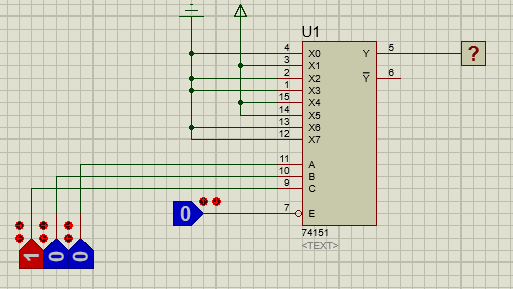 U1
4 X0 Y 5 ?
3 X1
2 X2 Y 6
1 X3
15 X4
14 X5
13 X6
12 X7
11 A
10 B
9 C
0 7 E
1 0 0
74151
<TEXT>